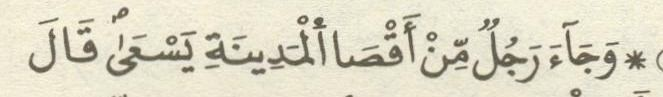 * وَجَآءَ رَجُلٌ مِّنْ أَقْصَا ٱلْمَدِينَةِ يَسْعَىٰ قَالَ